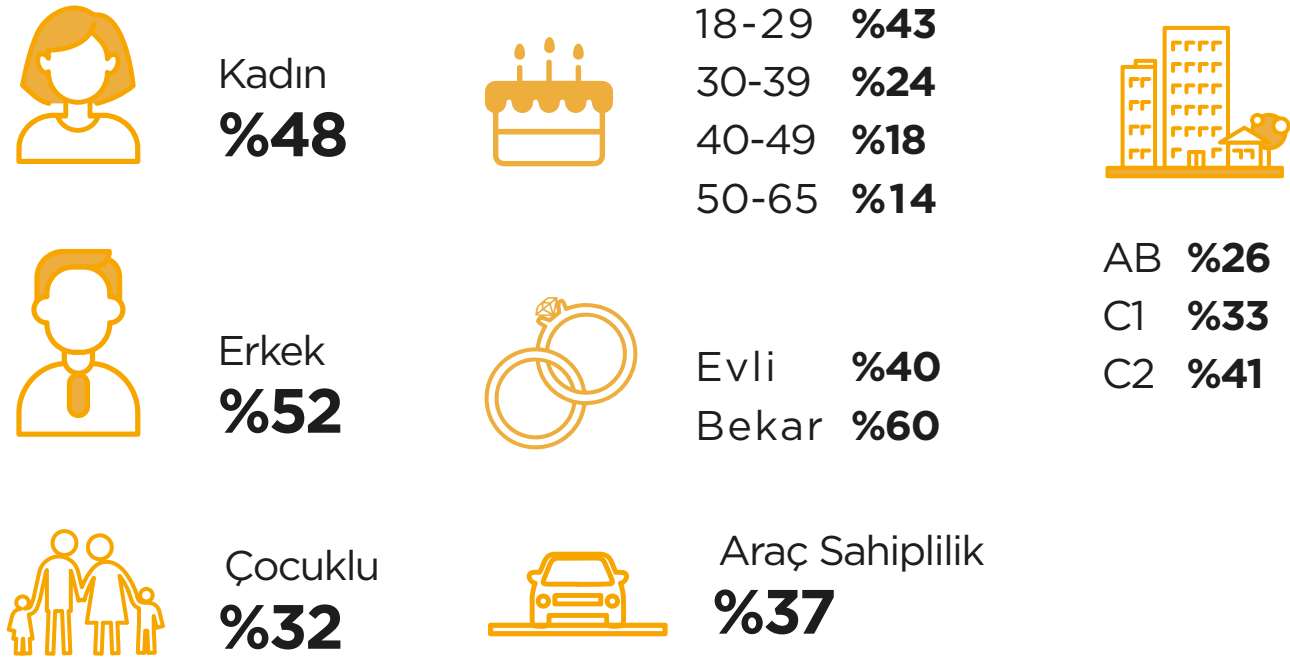 Kadın
%48
Erkek
%52
Çocuklu
%32
18-29 %43
30-39 %24
40-49 %18
50-65 %14
Evli %40
Bekar %60
Araç Sahiplilik
%37
AB %26
C1 %33
C2 %41